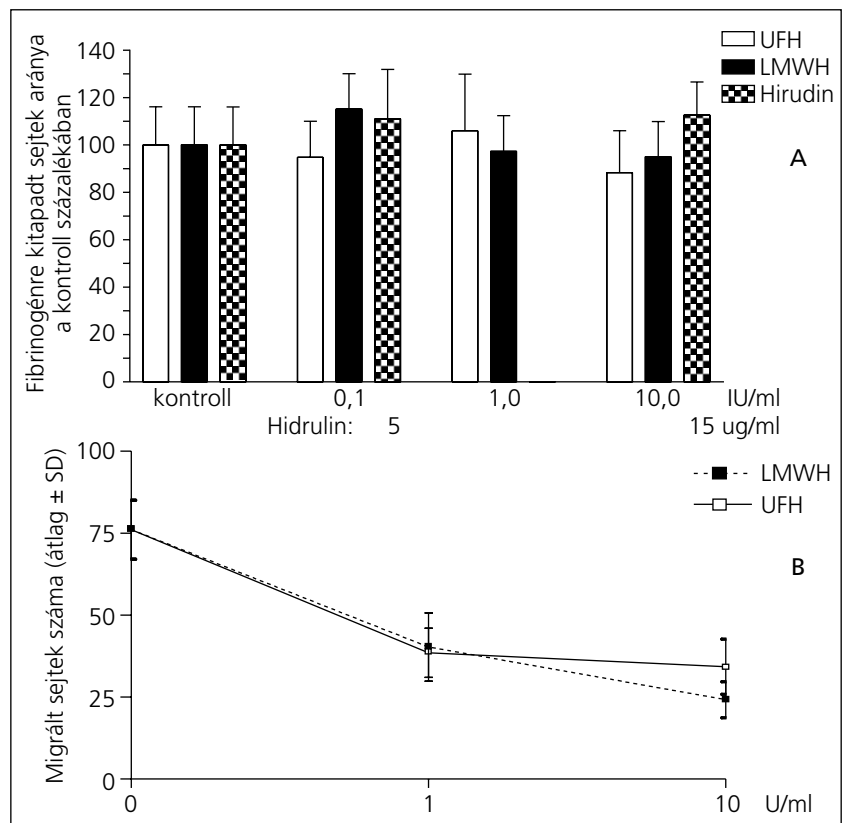 Fibrinogénre kitapadt sejtek aránya
a kontroll százalékában
140
120
100
80
60
40
20
0
UFH
LMWH
Hirudin
A
kontroll 0,1 1,0 10,0 IU/ml
Hidrulin: 5 15 ug/ml
Migrált sejtek száma (átlag ± SD)
100
75
50
25
0
LMWH
UFH
B
0 1 10 U/ml